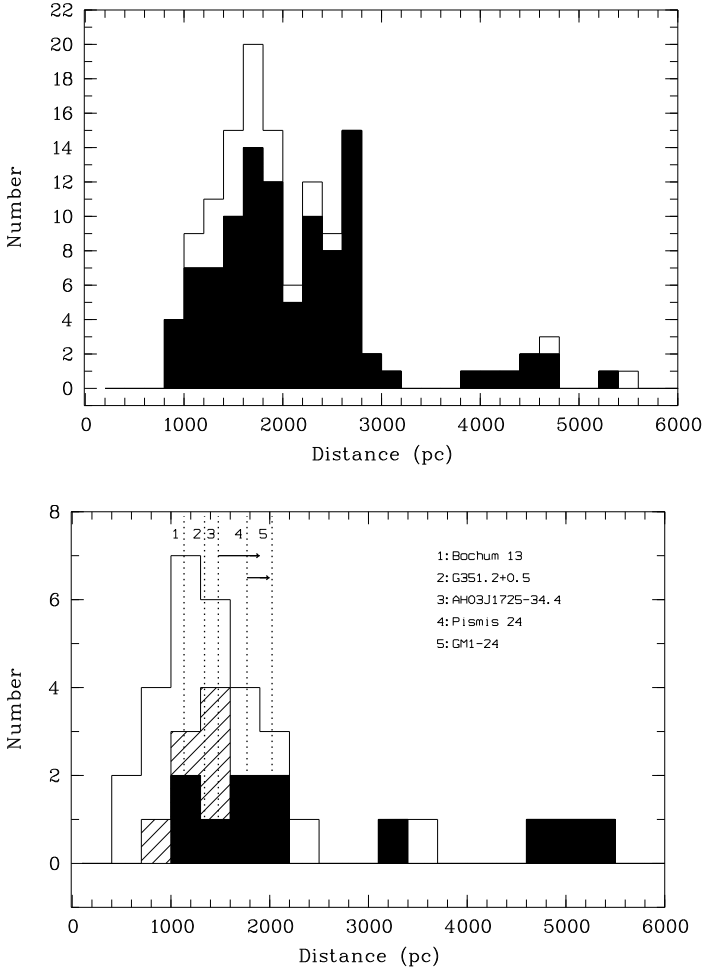 22
20
18
16
14
12
10
8
6
4
2
0
Number
0 1000 2000 3000 4000 5000 6000
Distance (pc)
8
6
4
2
0
Number
1 2 3 4 5
1:Bochum 13
2:G351.2+0.5
3:AH03J1725-34.4
4:Pismis 24
5:GM1-24
0 1000 2000 3000 4000 5000 6000
Distance (pc)